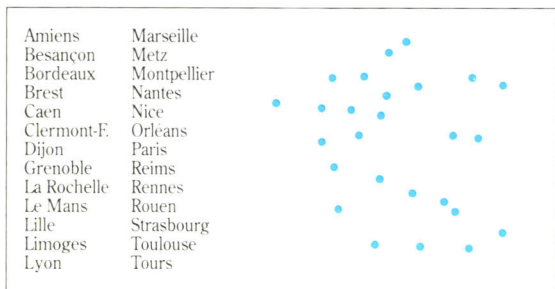 Amiens Marseille
Besançon Metz
Bordeaux Montpellier
Brest Nantes
Caen Nice
Clermont-F. Orléans
Dijon Paris
Grenoble Reims
La Rochelle Rennes
Le Mans Rouen
Lille Strasbourg
Limoges Toulouse
Lyon Tours